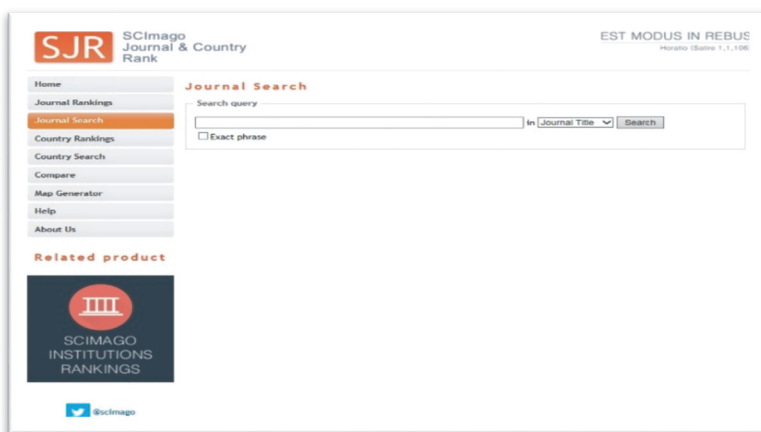 SJR
SCImago
Journal & Country
Rank
EST MODUS IN REBUS
Horatio (Satire 1,1,106)
Home
Journal Rankings
Journal Search
Country Rankings
Country Search
Compare
Map Generator
Help
About Us
Journal Search
Search query
in Journal Title Search
Exact phrase
Related product
SCIMAGO
INSTITUTIONS
RANKINGS
@scimago